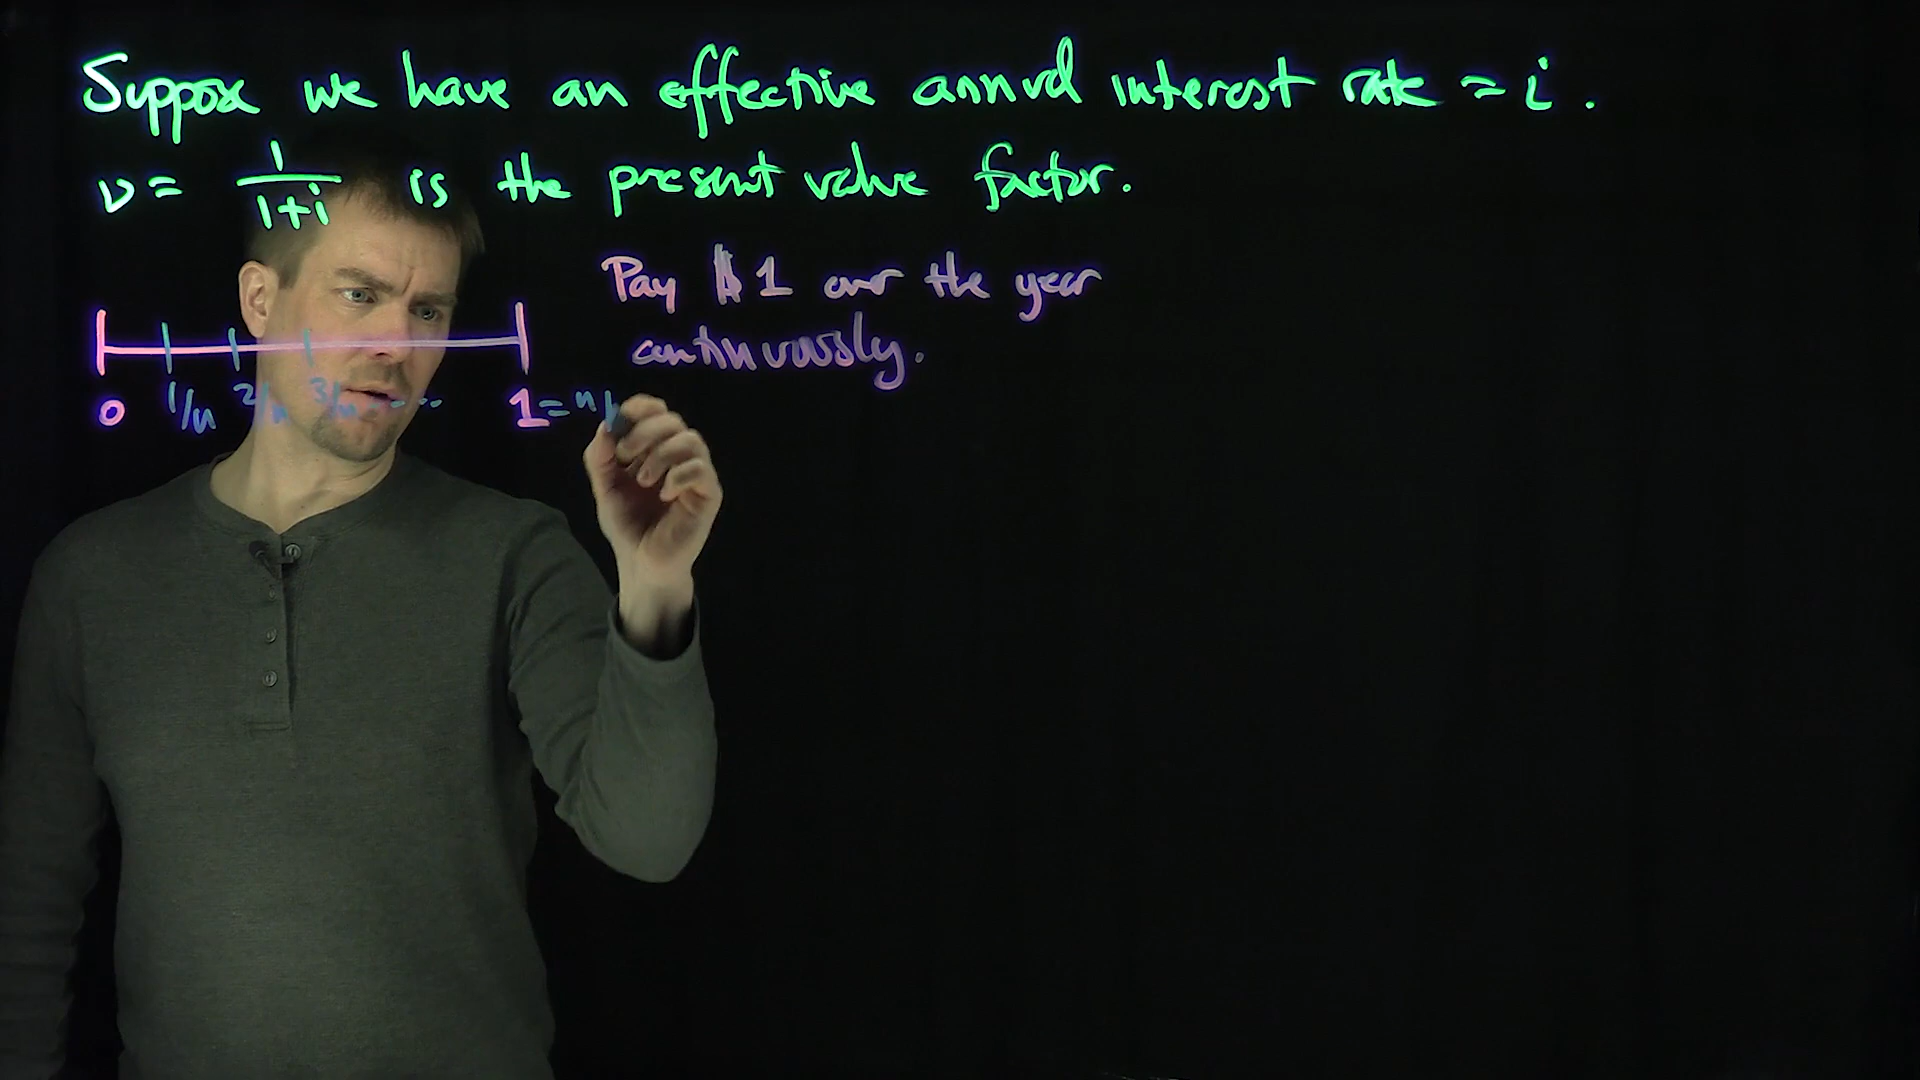 Suppose we have an effective annual interest rate = i.
v = 1/(1+i) is the present value factor.
Pay $1 over the year
continuously.
0 1/n 2/n 3/n ----- 1 = n/n